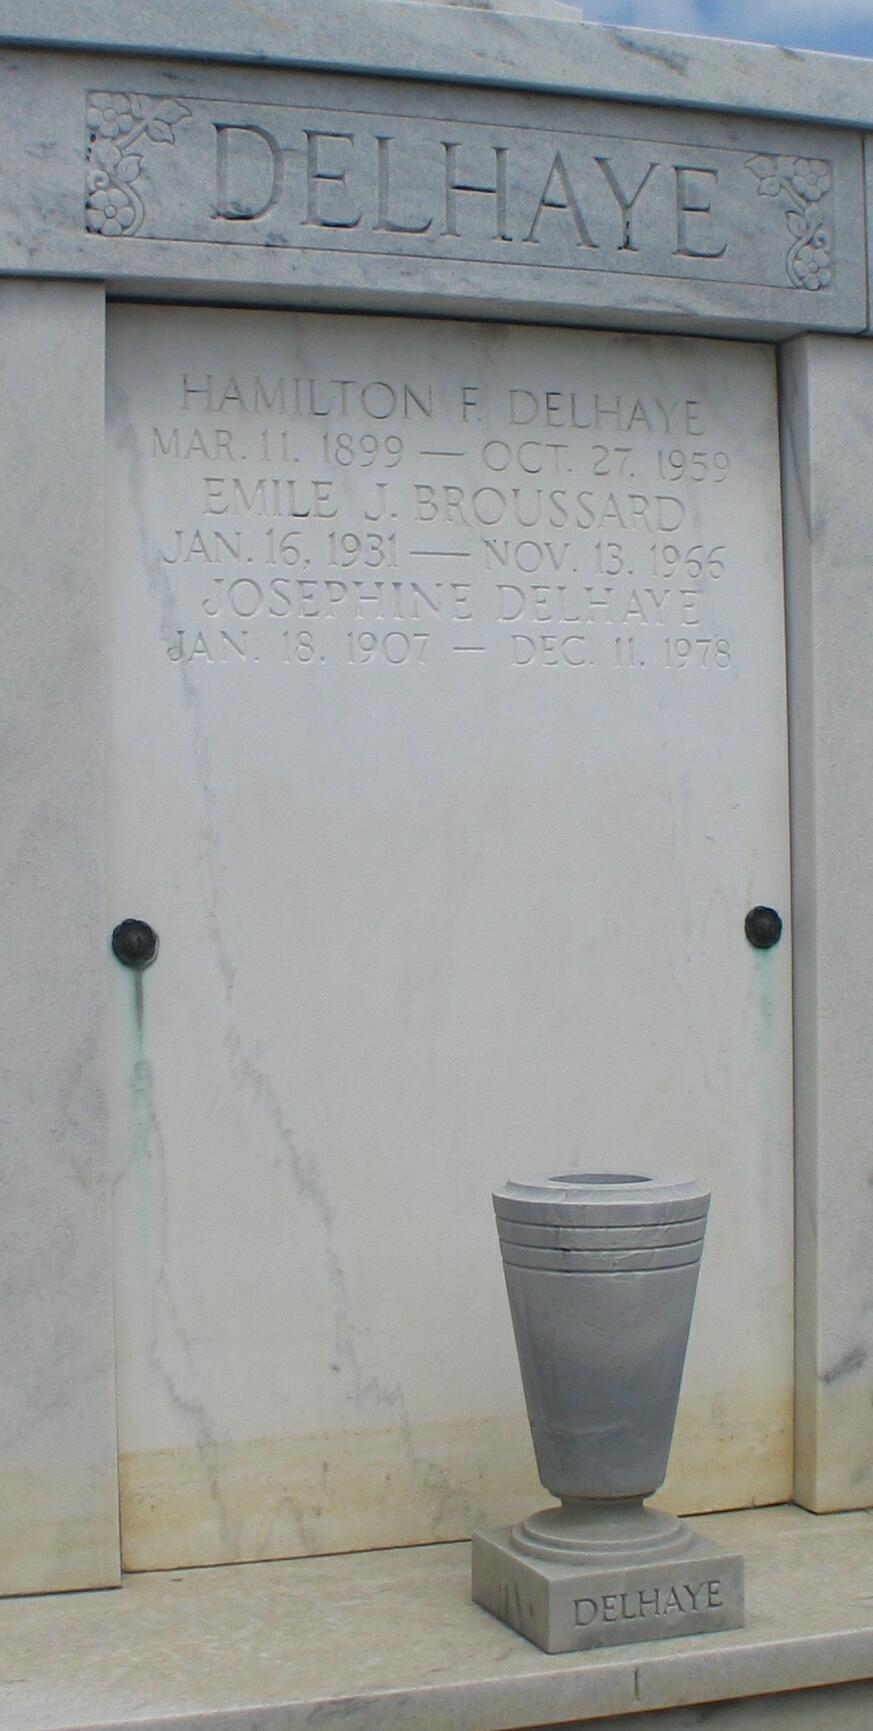 DELHAYE
HAMILTON F. DELHAYE
MAR. 11. 1899 — OCT. 27. 1959
EMILE J. BROUSSARD
JAN. 16, 1931 — NOV. 13. 1966
JOSEPHINE DELHAYE
JAN. 18. 1907 — DEC. 11. 1978
DELHAYE